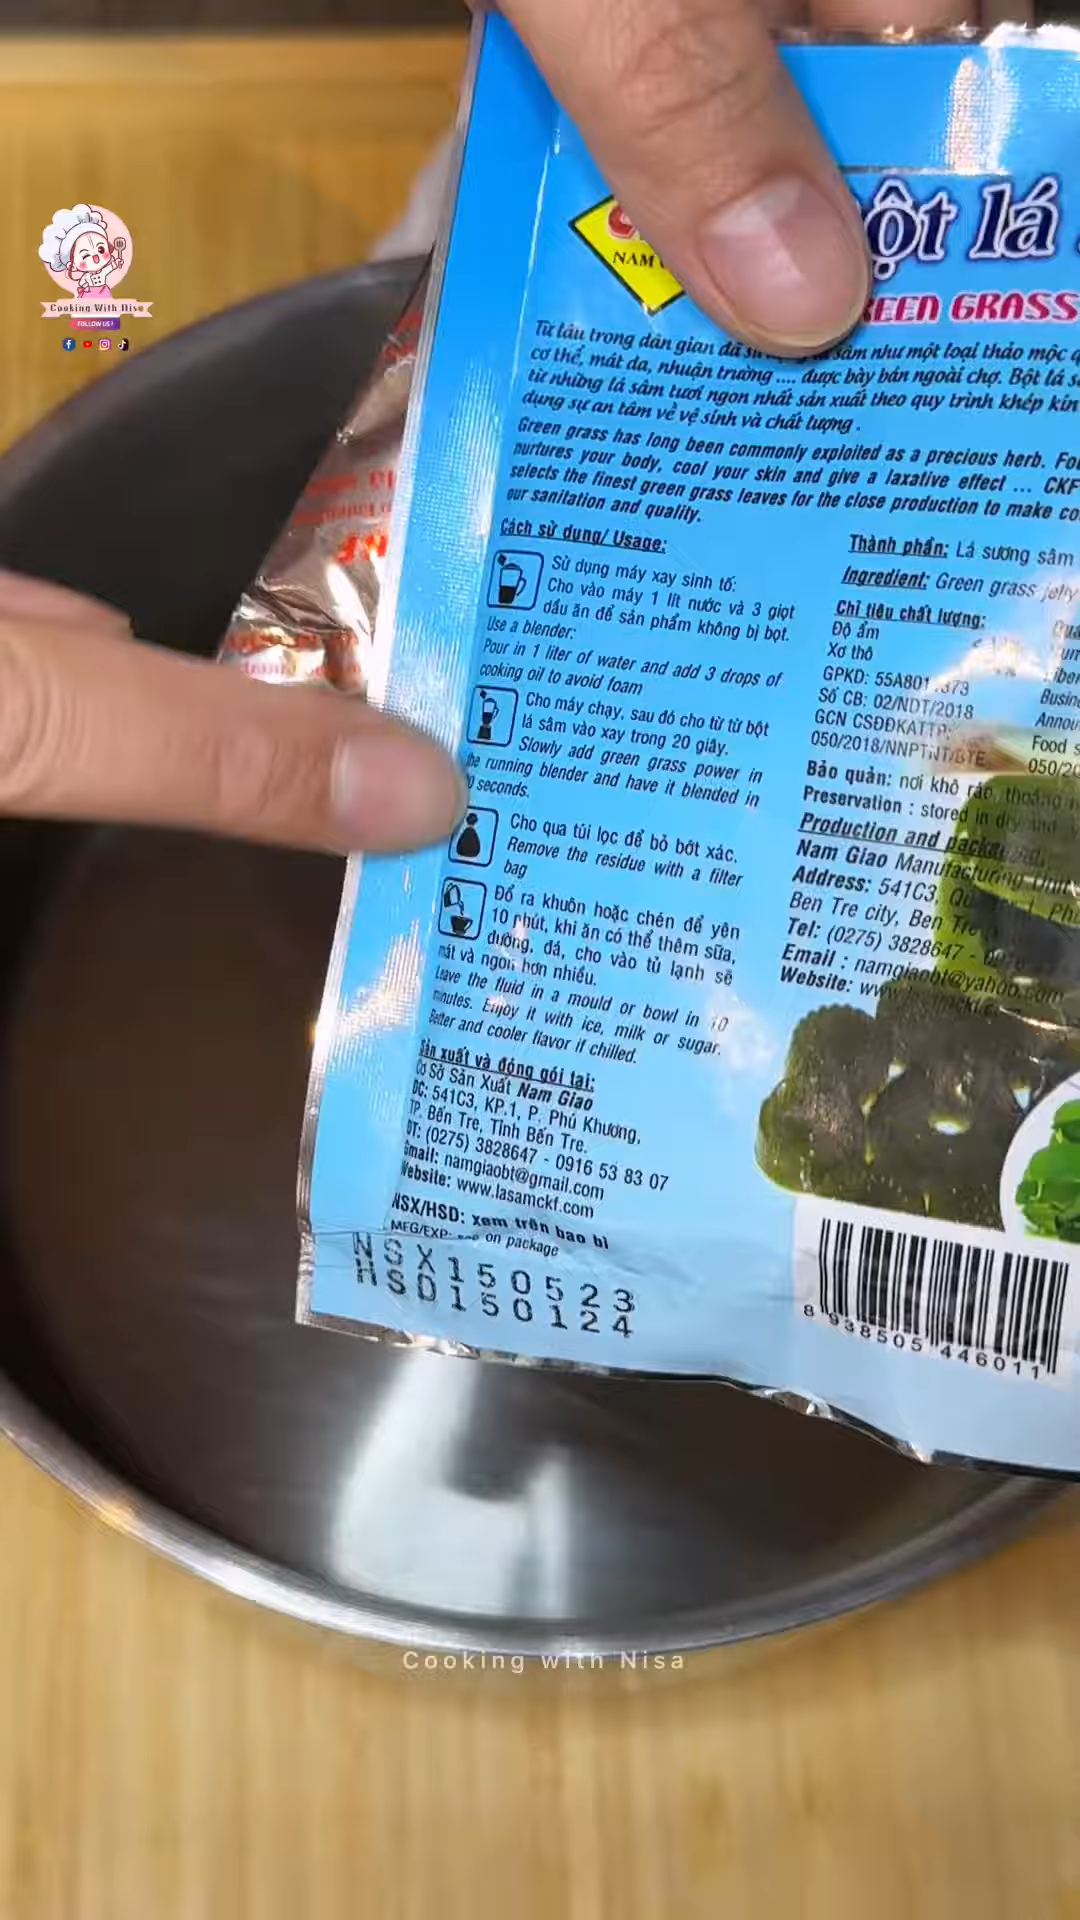 Cooking With Nisa
FOLLOW US!
NAM
ột lá
REEN GRASS
Từ lâu trong dân gian đã sâm như một loại thảo mộc
cơ thể, mát da, nhuận trường .... được bày bán ngoài chợ. Bột lá
từ những lá sâm tươi ngon nhất sản xuất theo quy trình khép kín
dụng sự an tâm về vệ sinh và chất lượng .
Green grass has long been commonly exploited as a precious herb.
nurtures your body, cool your skin and give a laxative effect ... CKF
selects the finest green grass leaves for the close production to make
our sanitation and quality.
Cách sử dụng/ Usage:
Sử dụng máy xay sinh tố:
Cho vào máy 1 lít nước và 3 giọt
dầu ăn để sản phẩm không bị bọt.
Use a blender:
Pour in 1 liter of water and add 3 drops of
cooking oil to avoid foam
Cho máy chạy, sau đó cho từ từ bột
lá sâm vào xay trong 20 giây.
Slowly add green grass power in
the running blender and have it blended in
seconds.
Cho qua túi lọc để bỏ bớt xác.
Remove the residue with a filter
bag
Đổ ra khuôn hoặc chén để yên
10 phút, khi ăn có thể thêm sữa,
đường, đá, cho vào tủ lạnh sẽ
mát và ngon hơn nhiều.
Leave the fluid in a mould or bowl in 10
minutes. Enjoy it with ice, milk or sugar.
Better and cooler flavor if chilled.
Sản xuất và đóng gói tại:
Cơ Sở Sản Xuất Nam Giao
ĐC: 541C3, KP.1, P. Phú Khương,
TP. Bến Tre, Tỉnh Bến Tre.
ĐT: (0275) 3828647 - 0916 53 83 07
Gmail: namgiaobt@gmail.com
Website: www.lasamckf.com
NSX/HSD: xem trên bao bì
MFG/EXP: see on package
NSX150523
HSD150124
Thành phần: Lá sương sâm
Ingredient: Green grass jelly
Chỉ tiêu chất lượng:
Độ ẩm
Xơ thô
GPKD: 55A801
Số CB: 02/NDT/2018
GCN CSĐĐKATTP:
050/2018/NNPTNT/BTE
Food
Bảo quản: nơi khô ráo, thoáng
Preservation : stored in dry and
Production and packaged:
Nam Giao Manufacturing Unit
Address: 541C3,
Ben Tre city, Ben Tre
Tel: (0275) 3828647 -
Email : namgiaobt@yahoo.com
Website:
8 938505 446011
Cooking with Nisa